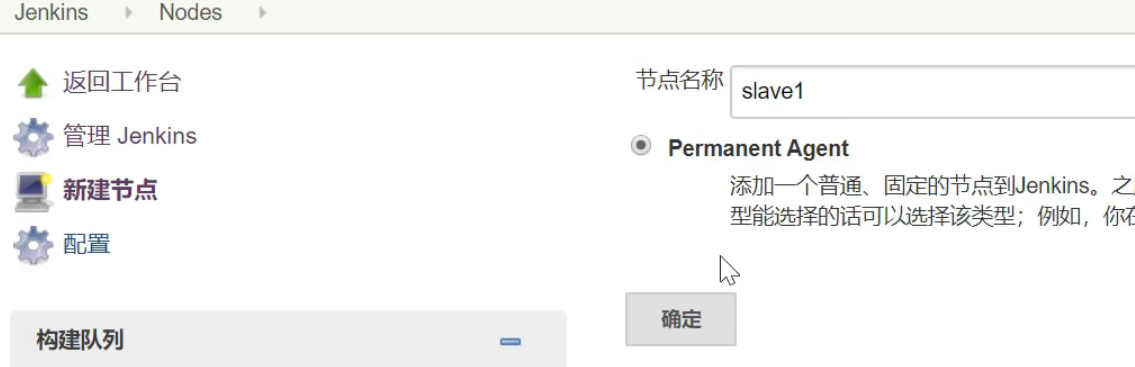 Jenkins Nodes
返回工作台
管理 Jenkins
新建节点
配置
构建队列
节点名称 slave1
Permanent Agent
添加一个普通、固定的节点到Jenkins。之
型能选择的话可以选择该类型；例如，你在
确定